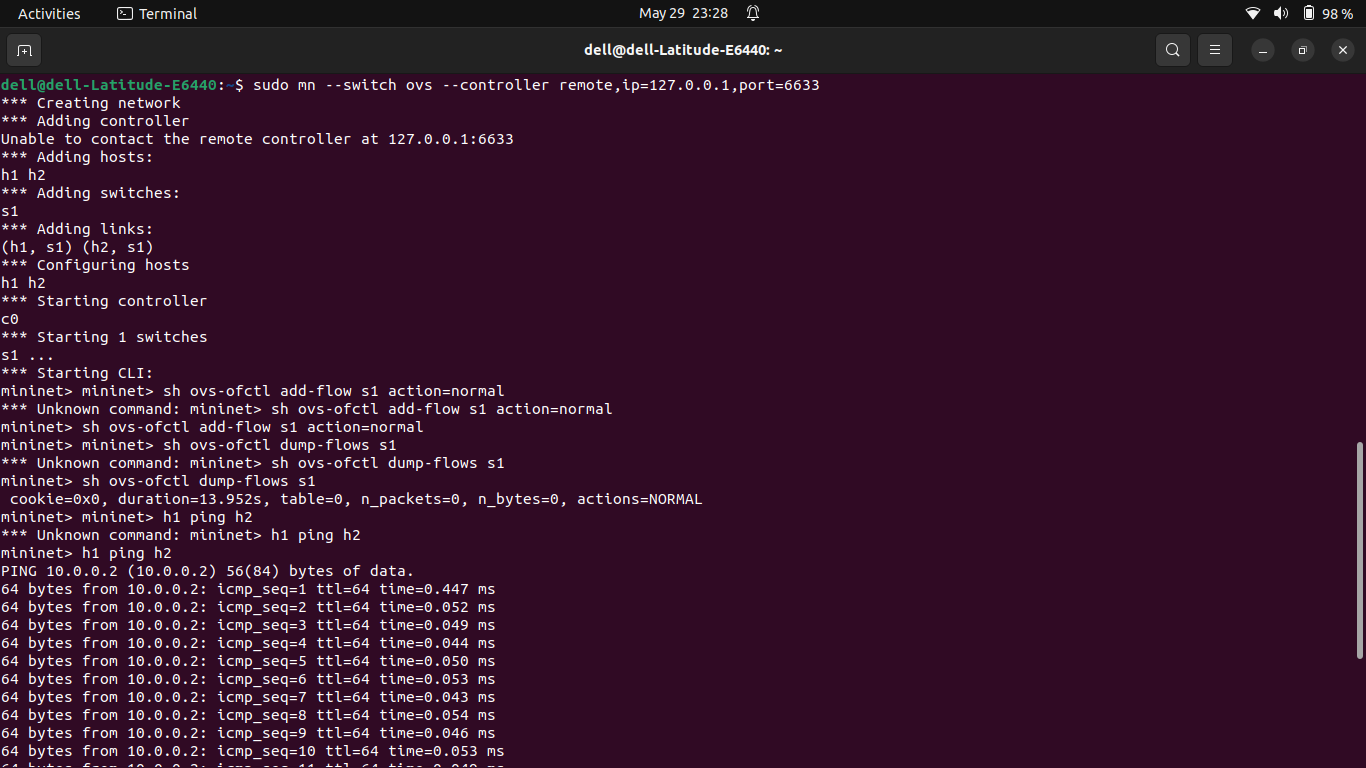 Activities Terminal May 29 23:28 98 %
dell@dell-Latitude-E6440: ~
dell@dell-Latitude-E6440:~$ sudo mn --switch ovs --controller remote,ip=127.0.0.1,port=6633
*** Creating network
*** Adding controller
Unable to contact the remote controller at 127.0.0.1:6633
*** Adding hosts:
h1 h2
*** Adding switches:
s1
*** Adding links:
(h1, s1) (h2, s1)
*** Configuring hosts
h1 h2
*** Starting controller
c0
*** Starting 1 switches
s1 ...
*** Starting CLI:
mininet> mininet> sh ovs-ofctl add-flow s1 action=normal
*** Unknown command: mininet> sh ovs-ofctl add-flow s1 action=normal
mininet> sh ovs-ofctl add-flow s1 action=normal
mininet> mininet> sh ovs-ofctl dump-flows s1
*** Unknown command: mininet> sh ovs-ofctl dump-flows s1
mininet> sh ovs-ofctl dump-flows s1
 cookie=0x0, duration=13.952s, table=0, n_packets=0, n_bytes=0, actions=NORMAL
mininet> mininet> h1 ping h2
*** Unknown command: mininet> h1 ping h2
mininet> h1 ping h2
PING 10.0.0.2 (10.0.0.2) 56(84) bytes of data.
64 bytes from 10.0.0.2: icmp_seq=1 ttl=64 time=0.447 ms
64 bytes from 10.0.0.2: icmp_seq=2 ttl=64 time=0.052 ms
64 bytes from 10.0.0.2: icmp_seq=3 ttl=64 time=0.049 ms
64 bytes from 10.0.0.2: icmp_seq=4 ttl=64 time=0.044 ms
64 bytes from 10.0.0.2: icmp_seq=5 ttl=64 time=0.050 ms
64 bytes from 10.0.0.2: icmp_seq=6 ttl=64 time=0.053 ms
64 bytes from 10.0.0.2: icmp_seq=7 ttl=64 time=0.043 ms
64 bytes from 10.0.0.2: icmp_seq=8 ttl=64 time=0.054 ms
64 bytes from 10.0.0.2: icmp_seq=9 ttl=64 time=0.046 ms
64 bytes from 10.0.0.2: icmp_seq=10 ttl=64 time=0.053 ms